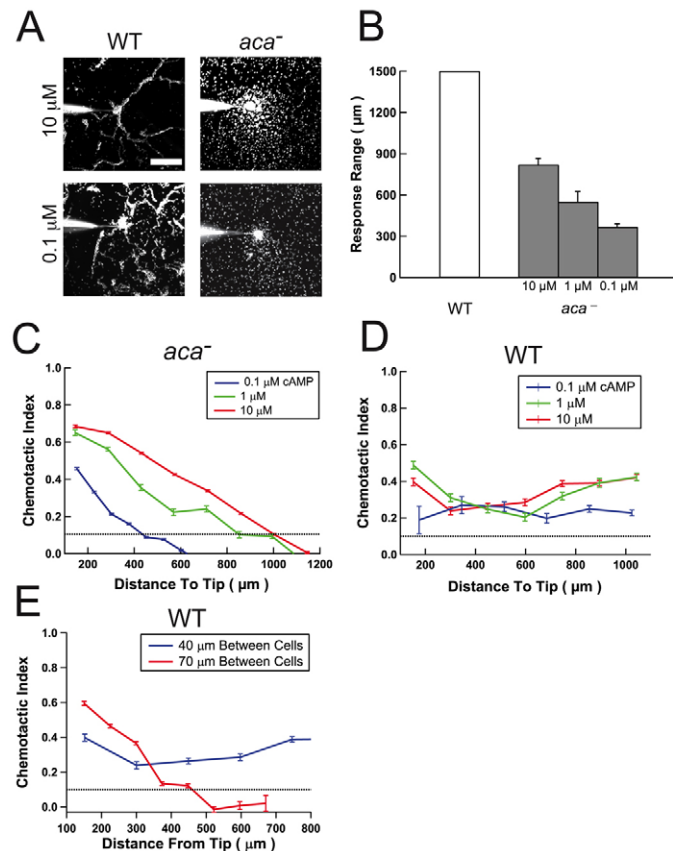 A
WT
aca-
10 µM
0.1 µM
B
Response Range ( µm )
1500
1200
900
600
300
0
10 µM 1 µM 0.1 µM
WT
aca –
C
aca-
Chemotactic Index
1.0
0.8
0.6
0.4
0.2
0.0
0.1 µM cAMP
1 µM
10 µM
200 400 600 800 1000 1200
Distance To Tip ( µm )
D
WT
Chemotactic Index
1.0
0.8
0.6
0.4
0.2
0.0
0.1 µM cAMP
1 µM
10 µM
200 400 600 800 1000
Distance To Tip ( µm )
E
WT
Chemotactic Index
1.0
0.8
0.6
0.4
0.2
0.0
40 µm Between Cells
70 µm Between Cells
100 200 300 400 500 600 700 800
Distance From Tip ( µm )